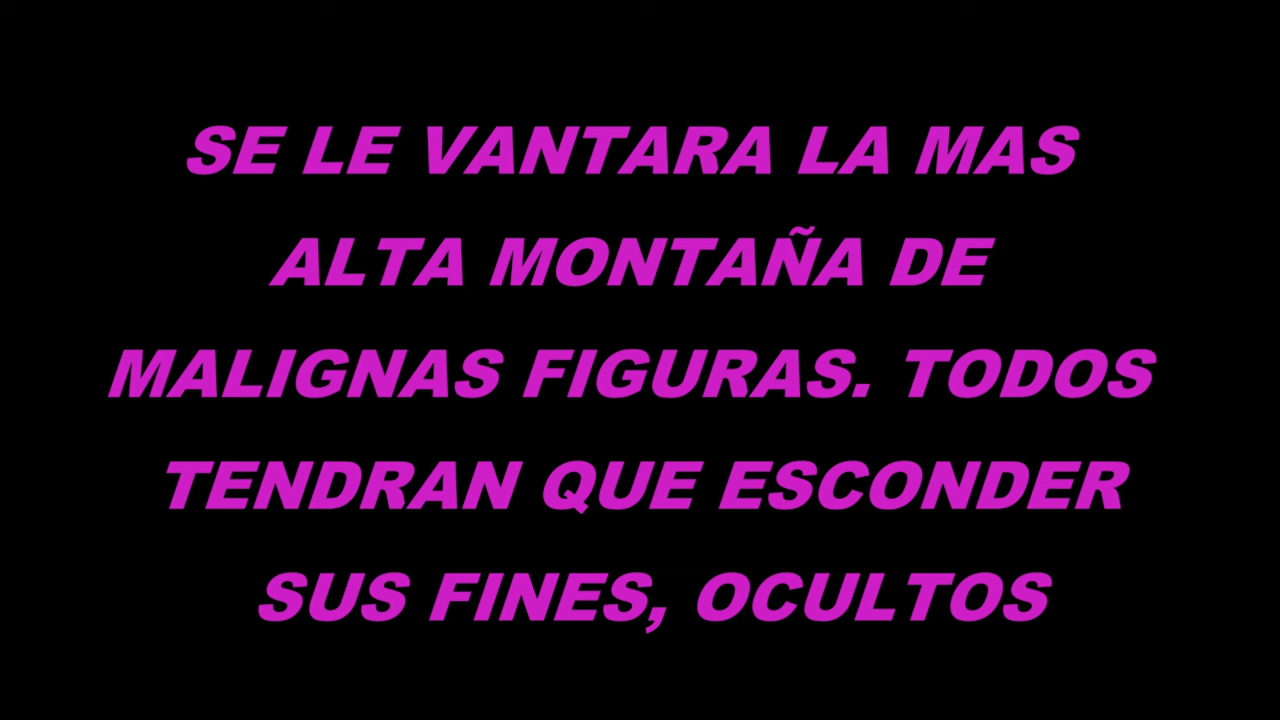 SE LE VANTARA LA MAS
ALTA MONTAÑA DE
MALIGNAS FIGURAS. TODOS
TENDRAN QUE ESCONDER
SUS FINES, OCULTOS